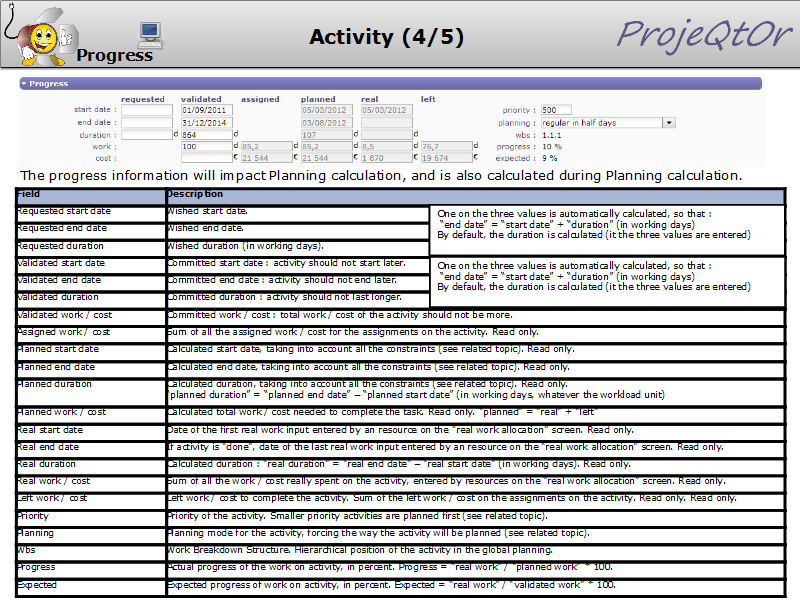 Activity (4/5)
ProjeQtOr
Progress
Progress
requested validated assigned planned real left
start date : 01/09/2011 05/03/2012 05/03/2012 priority : 500
end date : 31/12/2014 03/08/2012 planning : regular in half days
duration : d 864 d 107 d d wbs : 1.1.1
work : 100 d 85,2 d 85,2 d 8,5 d 76,7 d progress : 10 %
cost : € 21 544 € 21 544 € 1 870 € 19 674 € expected : 9 %
The progress information will impact Planning calculation, and is also calculated during Planning calculation.
Field Description
Requested start date Wished start date.
Requested end date Wished end date.
Requested duration Wished duration (in working days).
One on the three values is automatically calculated, so that :
"end date" = "start date" + "duration" (in working days)
By default, the duration is calculated (it the three values are entered)
Validated start date Committed start date : activity should not start later.
Validated end date Committed end date : activity should not end later.
Validated duration Committed duration : activity should not last longer.
One on the three values is automatically calculated, so that :
"end date" = "start date" + "duration" (in working days)
By default, the duration is calculated (it the three values are entered)
Validated work / cost Committed work / cost : total work / cost of the activity should not be more.
Assigned work / cost Sum of all the assigned work / cost for the assignments on the activity. Read only.
Planned start date Calculated start date, taking into account all the constraints (see related topic). Read only.
Planned end date Calculated end date, taking into account all the constraints (see related topic). Read only.
Planned duration Calculated duration, taking into account all the constraints (see related topic). Read only.
"planned duration" = "planned end date" – "planned start date" (in working days, whatever the workload unit)
Planned work / cost Calculated total work / cost needed to complete the task. Read only. "planned" = "real" + "left"
Real start date Date of the first real work input entered by an resource on the "real work allocation" screen. Read only.
Real end date If activity is "done", date of the last real work input entered by an resource on the "real work allocation" screen. Read only.
Real duration Calculated duration : "real duration" = "real end date" – "real start date" (in working days). Read only.
Real work / cost Sum of all the work / cost really spent on the activity, entered by resources on the "real work allocation" screen. Read only.
Left work / cost Left work / cost to complete the activity. Sum of the left work / cost on the assignments on the activity. Read only. Read only.
Priority Priority of the activity. Smaller priority activities are planned first (see related topic).
Planning Planning mode for the activity, forcing the way the activity will be planned (see related topic).
Wbs Work Breakdown Structure. Hierarchical position of the activity in the global planning.
Progress Actual progress of the work on activity, in percent. Progress = "real work" / "planned work" * 100.
Expected Expected progress of work on activity, in percent. Expected = "real work" / "validated work" * 100.